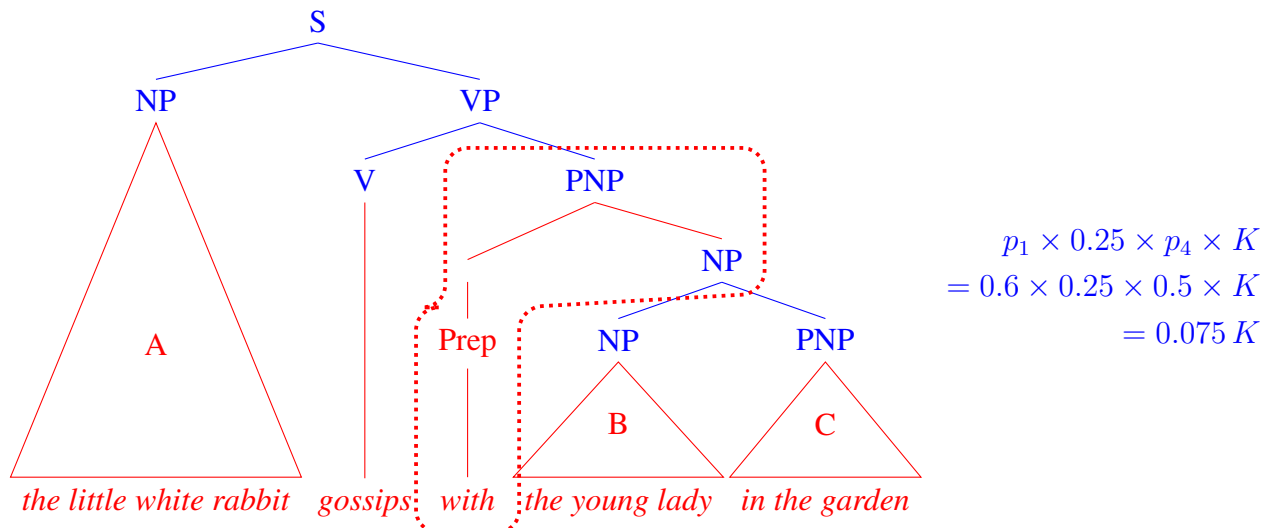 S
NP VP
V PNP
NP
Prep NP PNP
A B C
the little white rabbit gossips with the young lady in the garden
p₁ × 0.25 × p₄ × K
= 0.6 × 0.25 × 0.5 × K
= 0.075 K